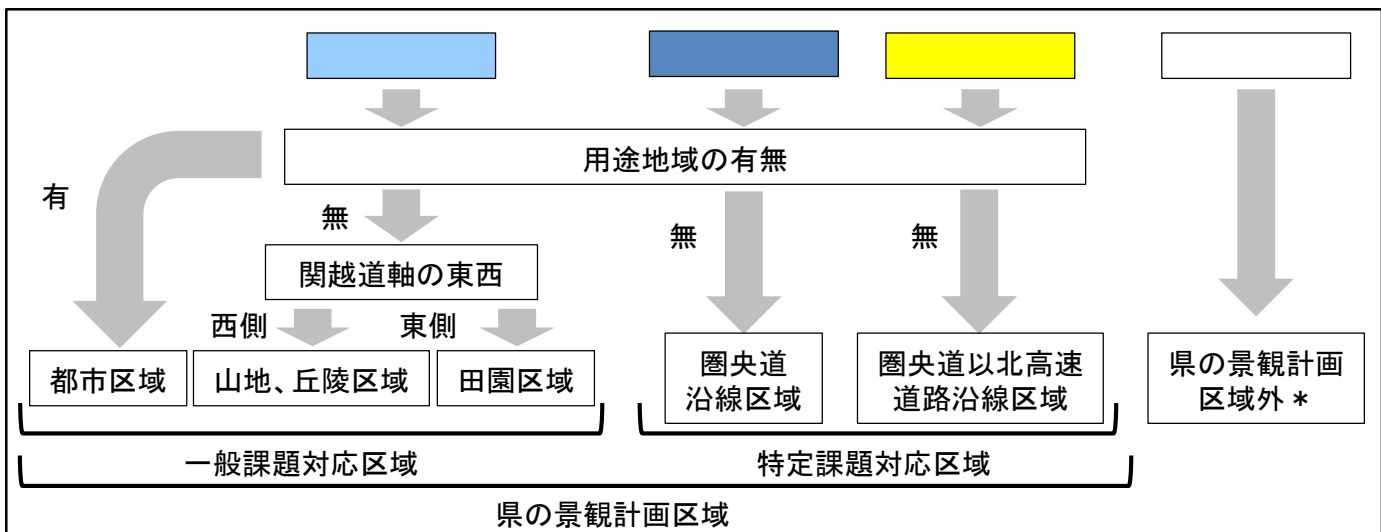 用途地域の有無
有
無
無
無
関越道軸の東西
西側
東側
都市区域
山地、丘陵区域
田園区域
圏央道
沿線区域
圏央道以北高速
道路沿線区域
県の景観計画
区域外*
一般課題対応区域
特定課題対応区域
県の景観計画区域